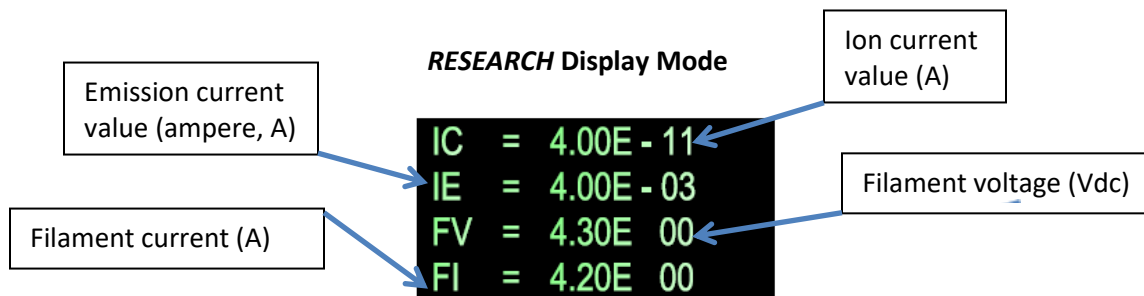 RESEARCH Display Mode
Ion current
value (A)
Emission current
value (ampere, A)
IC = 4.00E - 11
IE = 4.00E - 03
FV = 4.30E 00
FI = 4.20E 00
Filament voltage (Vdc)
Filament current (A)